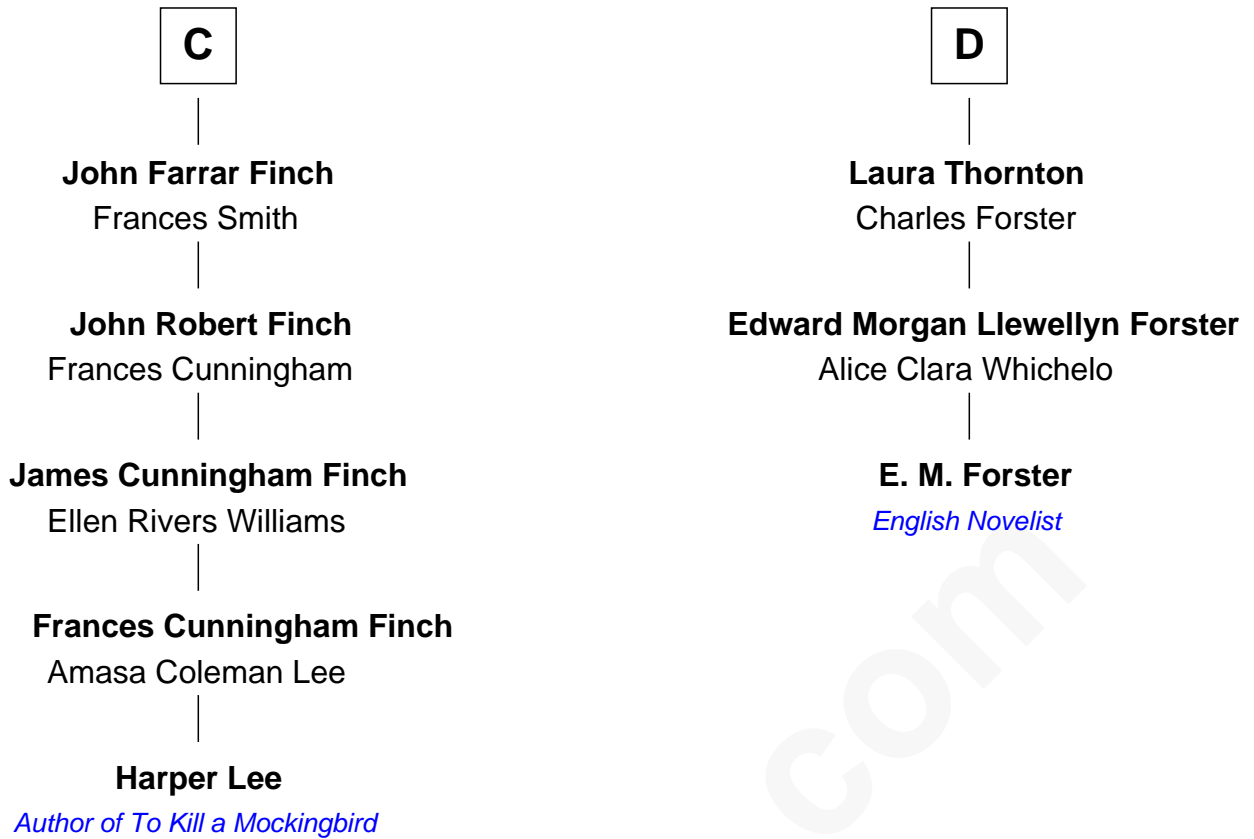 C
John Farrar Finch
Frances Smith
John Robert Finch
Frances Cunningham
James Cunningham Finch
Ellen Rivers Williams
Frances Cunningham Finch
Amasa Coleman Lee
Harper Lee
Author of To Kill a Mockingbird
D
Laura Thornton
Charles Forster
Edward Morgan Llewellyn Forster
Alice Clara Whichelo
E. M. Forster
English Novelist
com